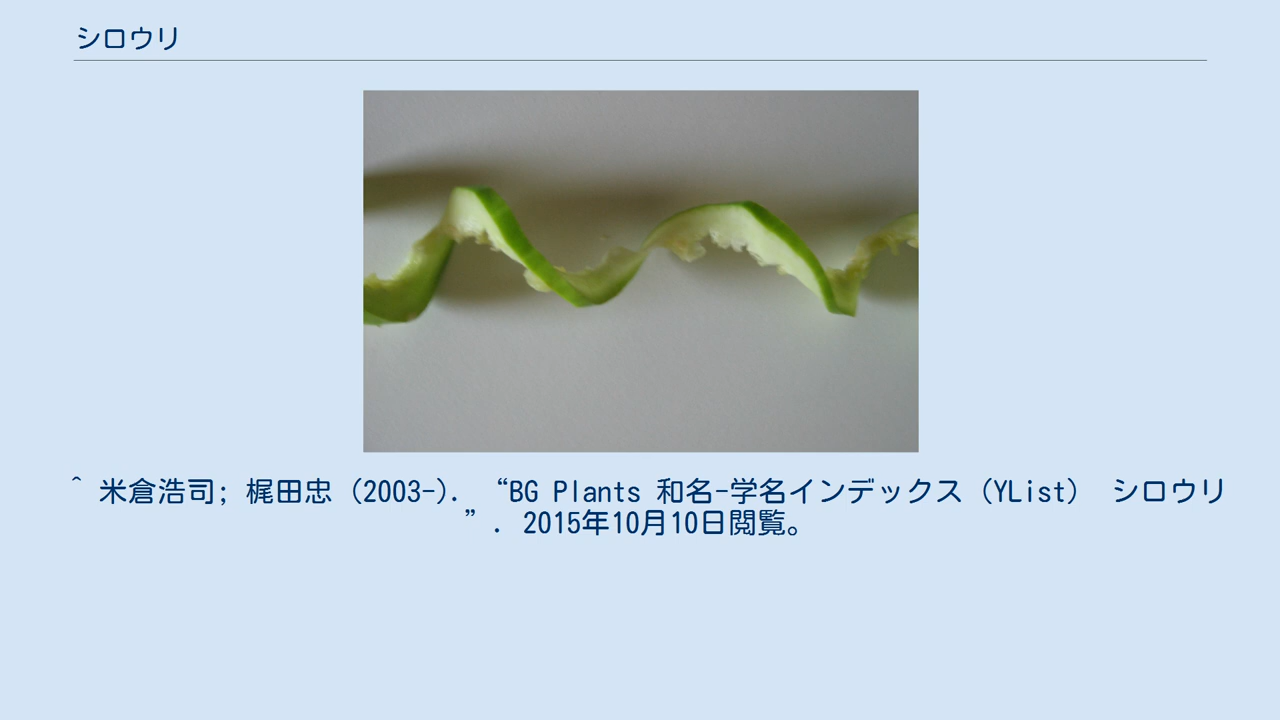 シロウリ
^ 米倉浩司; 梶田忠 (2003-). “BG Plants 和名−学名インデックス（YList） シロウリ
”. 2015年10月10日閲覧。